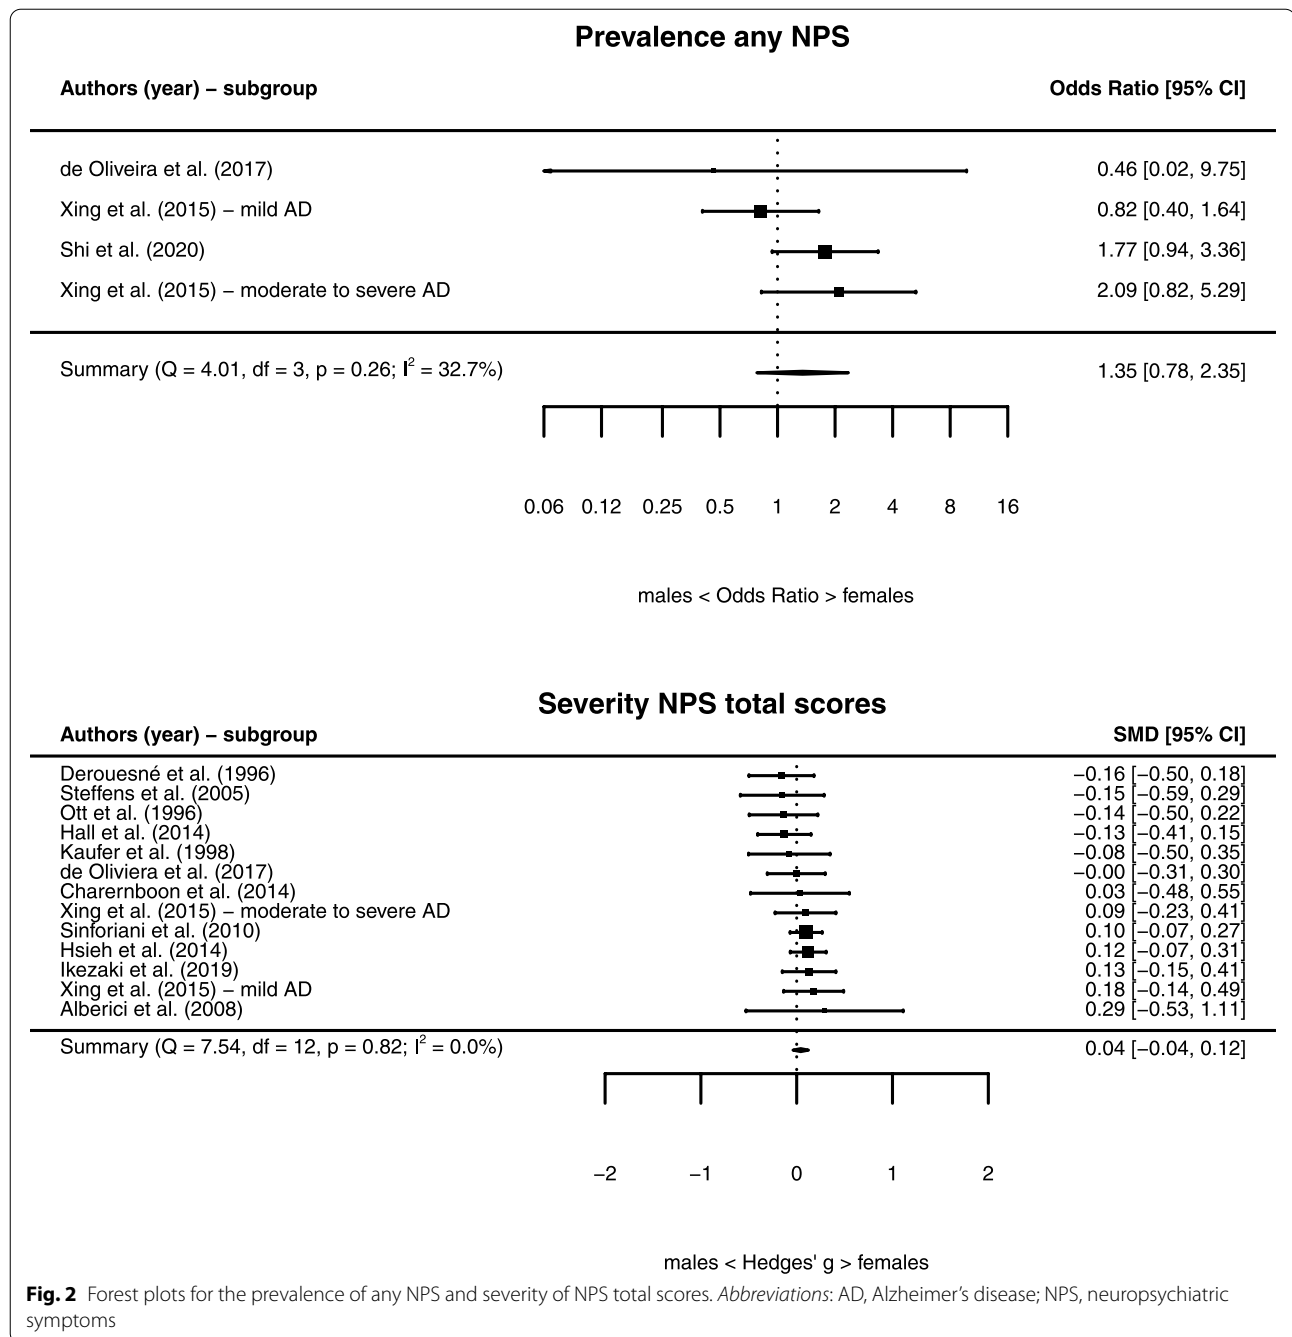 Prevalence any NPS
Authors (year) – subgroup Odds Ratio [95% CI]
de Oliveira et al. (2017) 0.46 [0.02, 9.75]
Xing et al. (2015) – mild AD 0.82 [0.40, 1.64]
Shi et al. (2020) 1.77 [0.94, 3.36]
Xing et al. (2015) – moderate to severe AD 2.09 [0.82, 5.29]
Summary (Q = 4.01, df = 3, p = 0.26; I² = 32.7%) 1.35 [0.78, 2.35]
0.06 0.12 0.25 0.5 1 2 4 8 16
males < Odds Ratio > females
Severity NPS total scores
Authors (year) – subgroup SMD [95% CI]
Derouesné et al. (1996) −0.16 [−0.50, 0.18]
Steffens et al. (2005) −0.15 [−0.59, 0.29]
Ott et al. (1996) −0.14 [−0.50, 0.22]
Hall et al. (2014) −0.13 [−0.41, 0.15]
Kaufer et al. (1998) −0.08 [−0.50, 0.35]
de Oliviera et al. (2017) −0.00 [−0.31, 0.30]
Charernboon et al. (2014) 0.03 [−0.48, 0.55]
Xing et al. (2015) – moderate to severe AD 0.09 [−0.23, 0.41]
Sinforiani et al. (2010) 0.10 [−0.07, 0.27]
Hsieh et al. (2014) 0.12 [−0.07, 0.31]
Ikezaki et al. (2019) 0.13 [−0.15, 0.41]
Xing et al. (2015) – mild AD 0.18 [−0.14, 0.49]
Alberici et al. (2008) 0.29 [−0.53, 1.11]
Summary (Q = 7.54, df = 12, p = 0.82; I² = 0.0%) 0.04 [−0.04, 0.12]
−2 −1 0 1 2
males < Hedges' g > females
Fig. 2 Forest plots for the prevalence of any NPS and severity of NPS total scores. Abbreviations: AD, Alzheimer's disease; NPS, neuropsychiatric
symptoms